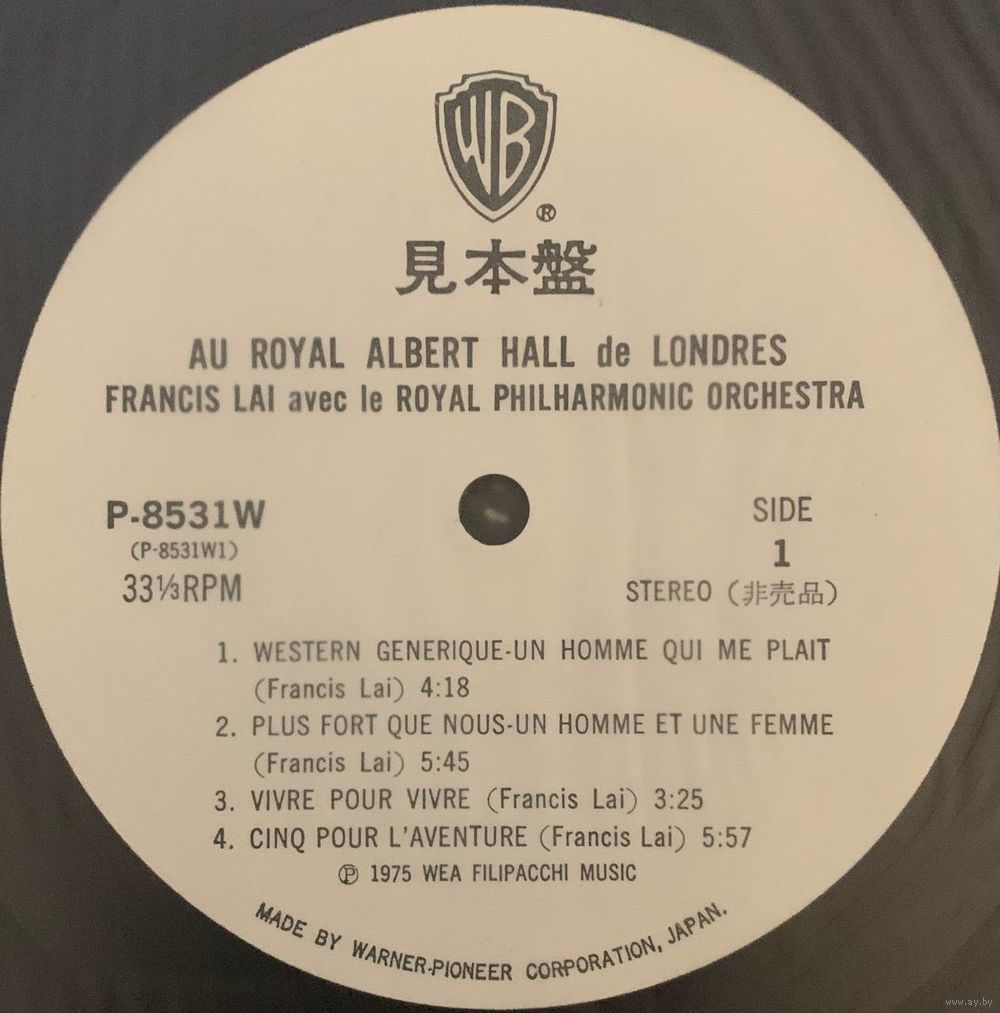 WB
®
見本盤
AU ROYAL ALBERT HALL de LONDRES
FRANCIS LAI avec le ROYAL PHILHARMONIC ORCHESTRA
P-8531W
(P-8531W1)
33⅓RPM
SIDE
1
STEREO (非売品)
1. WESTERN GENERIQUE-UN HOMME QUI ME PLAIT
(Francis Lai) 4:18
2. PLUS FORT QUE NOUS-UN HOMME ET UNE FEMME
(Francis Lai) 5:45
3. VIVRE POUR VIVRE (Francis Lai) 3:25
4. CINQ POUR L'AVENTURE (Francis Lai) 5:57
℗ 1975 WEA FILIPACCHI MUSIC
MADE BY WARNER-PIONEER CORPORATION, JAPAN.
www.ay.by